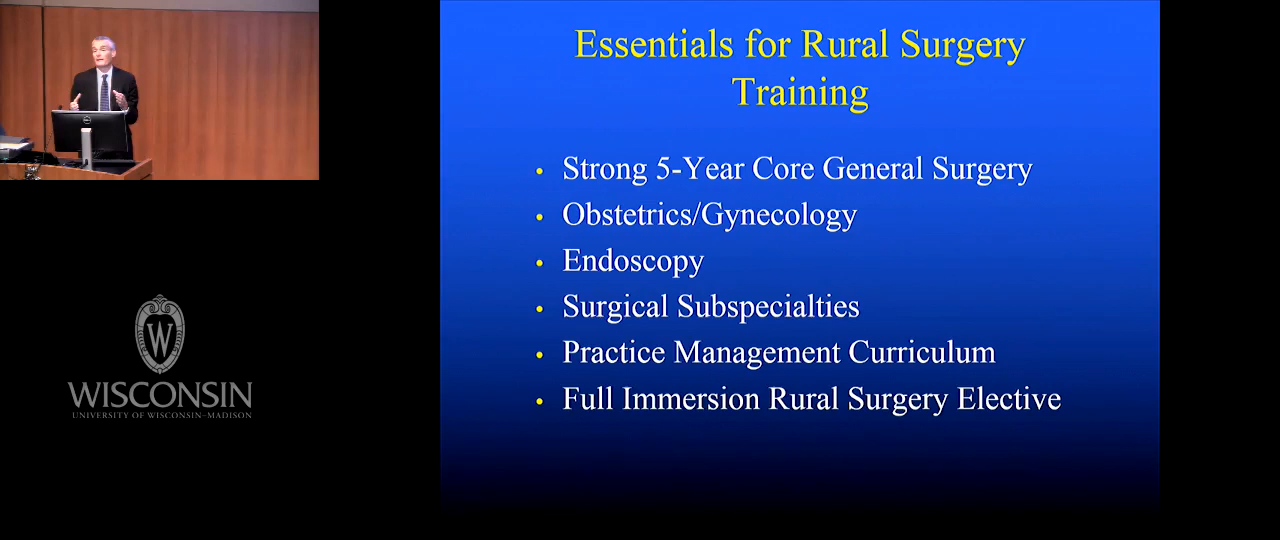 Essentials for Rural Surgery
Training
• Strong 5-Year Core General Surgery
• Obstetrics/Gynecology
• Endoscopy
• Surgical Subspecialties
• Practice Management Curriculum
• Full Immersion Rural Surgery Elective
W
WISCONSIN
UNIVERSITY OF WISCONSIN–MADISON